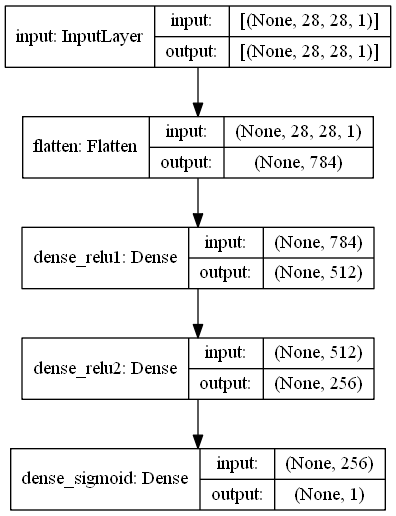 input: InputLayer
input: [(None, 28, 28, 1)]
output: [(None, 28, 28, 1)]
flatten: Flatten
input: (None, 28, 28, 1)
output: (None, 784)
dense_relu1: Dense
input: (None, 784)
output: (None, 512)
dense_relu2: Dense
input: (None, 512)
output: (None, 256)
dense_sigmoid: Dense
input: (None, 256)
output: (None, 1)